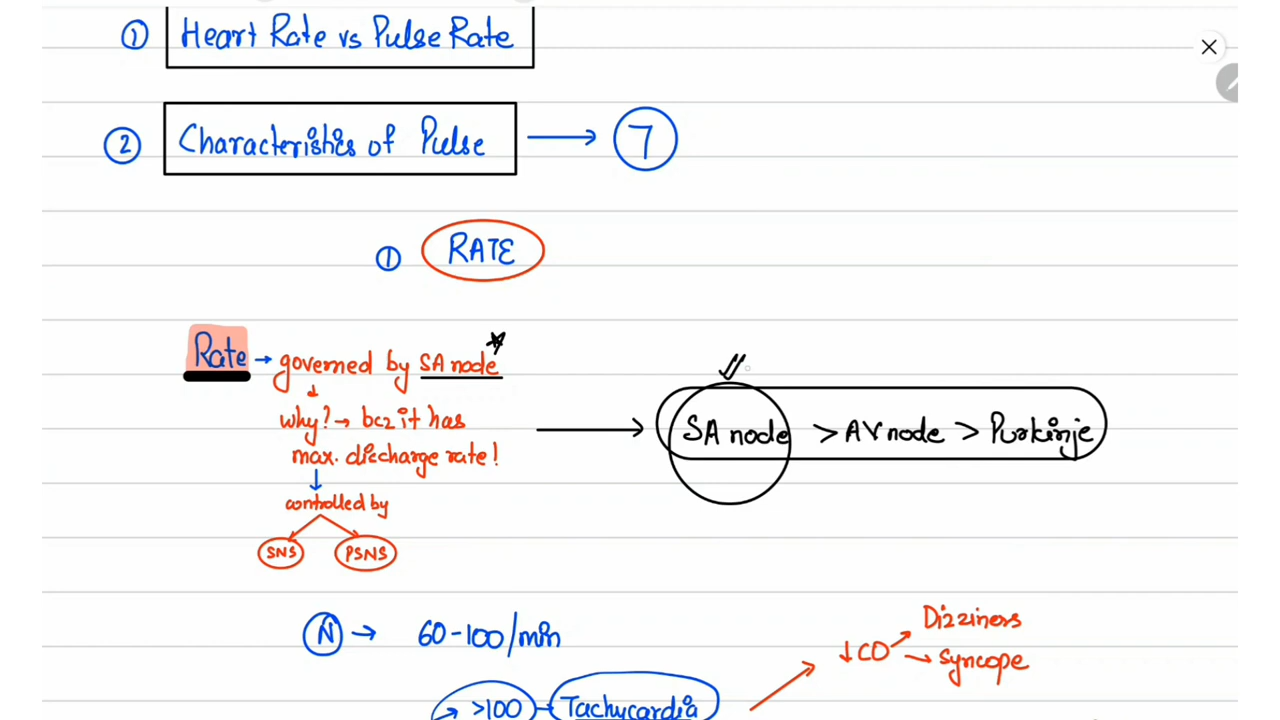 ① Heart Rate vs Pulse Rate
② Characteristics of Pulse → 7
① RATE
Rate → governed by SA node
why? → bcz it has
max. discharge rate!
SA node > AV node > Purkinje
controlled by
SNS PSNS
N → 60-100/min
Dizziness
↓CO → Syncope
>100 → Tachycardia